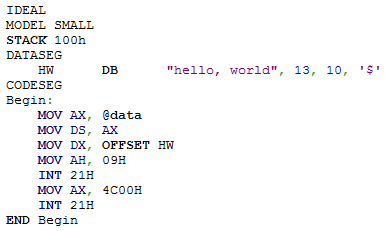 IDEAL
MODEL SMALL
STACK 100h
DATASEG
    HW      DB      "hello, world", 13, 10, '$'
CODESEG
Begin:
    MOV AX, @data
    MOV DS, AX
    MOV DX, OFFSET HW
    MOV AH, 09H
    INT 21H
    MOV AX, 4C00H
    INT 21H
END Begin